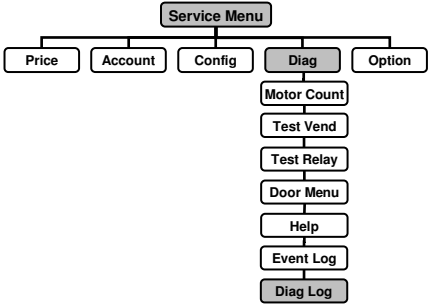 Service Menu
Price Account Config Diag Option
Motor Count
Test Vend
Test Relay
Door Menu
Help
Event Log
Diag Log